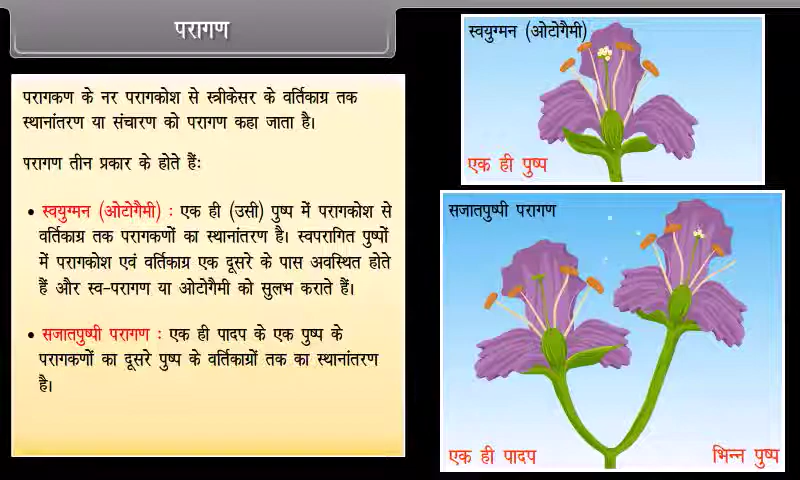 परागण
परागकण के नर परागकोश से स्त्रीकेसर के वर्तिकाग्र तक
स्थानांतरण या संचारण को परागण कहा जाता है।
परागण तीन प्रकार के होते हैंः
• स्वयुग्मन (ओटोगैमी) : एक ही (उसी) पुष्प में परागकोश से
वर्तिकाग्र तक परागकणों का स्थानांतरण है। स्वपरागित पुष्पों
में परागकोश एवं वर्तिकाग्र एक दूसरे के पास अवस्थित होते
हैं और स्व-परागण या ओटोगैमी को सुलभ कराते हैं।
• सजातपुष्पी परागण : एक ही पादप के एक पुष्प के
परागकणों का दूसरे पुष्प के वर्तिकाग्रों तक का स्थानांतरण
है।
स्वयुग्मन (ओटोगैमी)
एक ही पुष्प
सजातपुष्पी परागण
एक ही पादप
भिन्न पुष्प